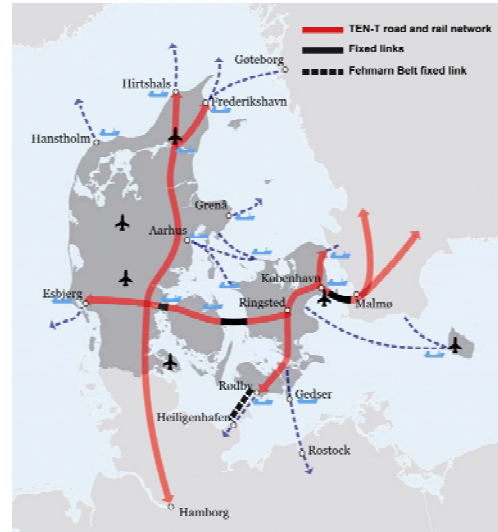 TEN-T road and rail network
Fixed links
Fehmarn Belt fixed link
Gøteborg
Hirtshals
Frederikshavn
Hanstholm
Grenå
Aarhus
København
Esbjerg
Ringsted
Malmø
Rødby
Gedser
Heiligenhafen
Rostock
Hamborg